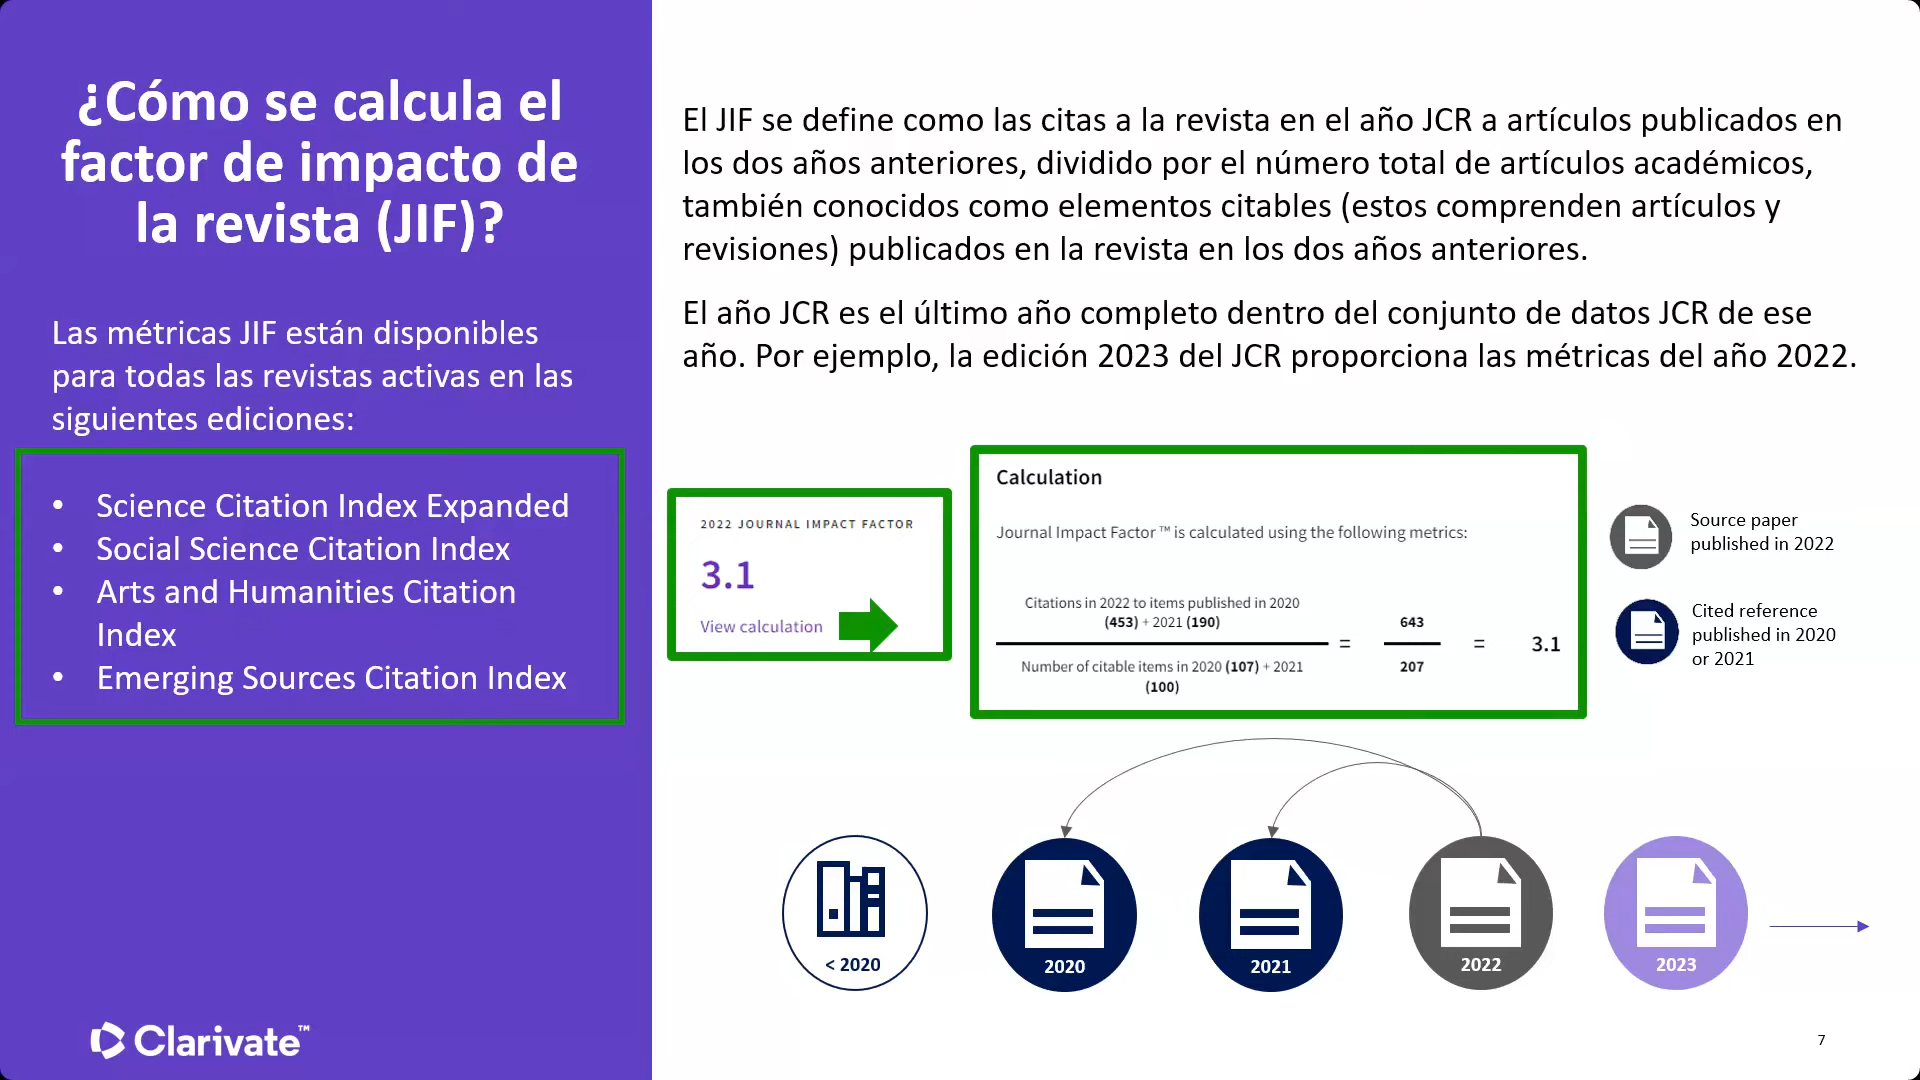 ¿Cómo se calcula el
factor de impacto de
la revista (JIF)?
Las métricas JIF están disponibles
para todas las revistas activas en las
siguientes ediciones:
• Science Citation Index Expanded
• Social Science Citation Index
• Arts and Humanities Citation
Index
• Emerging Sources Citation Index
Clarivate™
El JIF se define como las citas a la revista en el año JCR a artículos publicados en
los dos años anteriores, dividido por el número total de artículos académicos,
también conocidos como elementos citables (estos comprenden artículos y
revisiones) publicados en la revista en los dos años anteriores.
El año JCR es el último año completo dentro del conjunto de datos JCR de ese
año. Por ejemplo, la edición 2023 del JCR proporciona las métricas del año 2022.
2022 JOURNAL IMPACT FACTOR
3.1
View calculation
Calculation
Journal Impact Factor ™ is calculated using the following metrics:
Citations in 2022 to items published in 2020
(453) + 2021 (190)
Number of citable items in 2020 (107) + 2021
(100)
=
643
207
=
3.1
Source paper
published in 2022
Cited reference
published in 2020
or 2021
< 2020
2020
2021
2022
2023
7